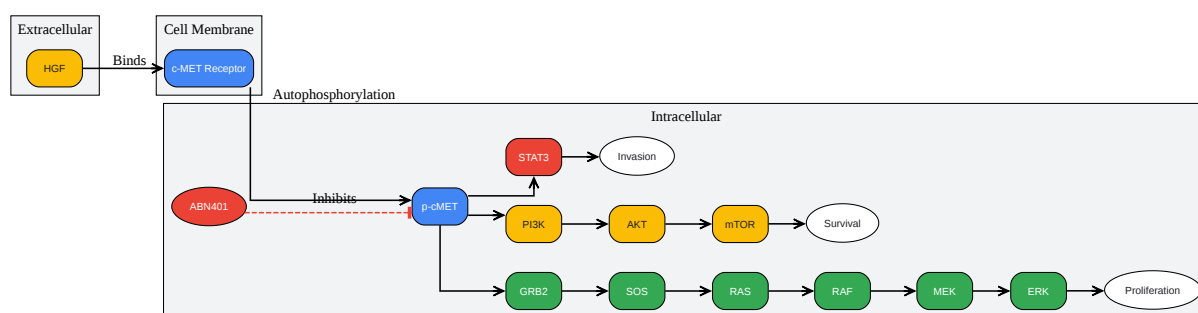 Extracellular
Cell Membrane
HGF
Binds
c-MET Receptor
Autophosphorylation
Intracellular
STAT3
Invasion
ABN401
Inhibits
p-cMET
PI3K
AKT
mTOR
Survival
GRB2
SOS
RAS
RAF
MEK
ERK
Proliferation